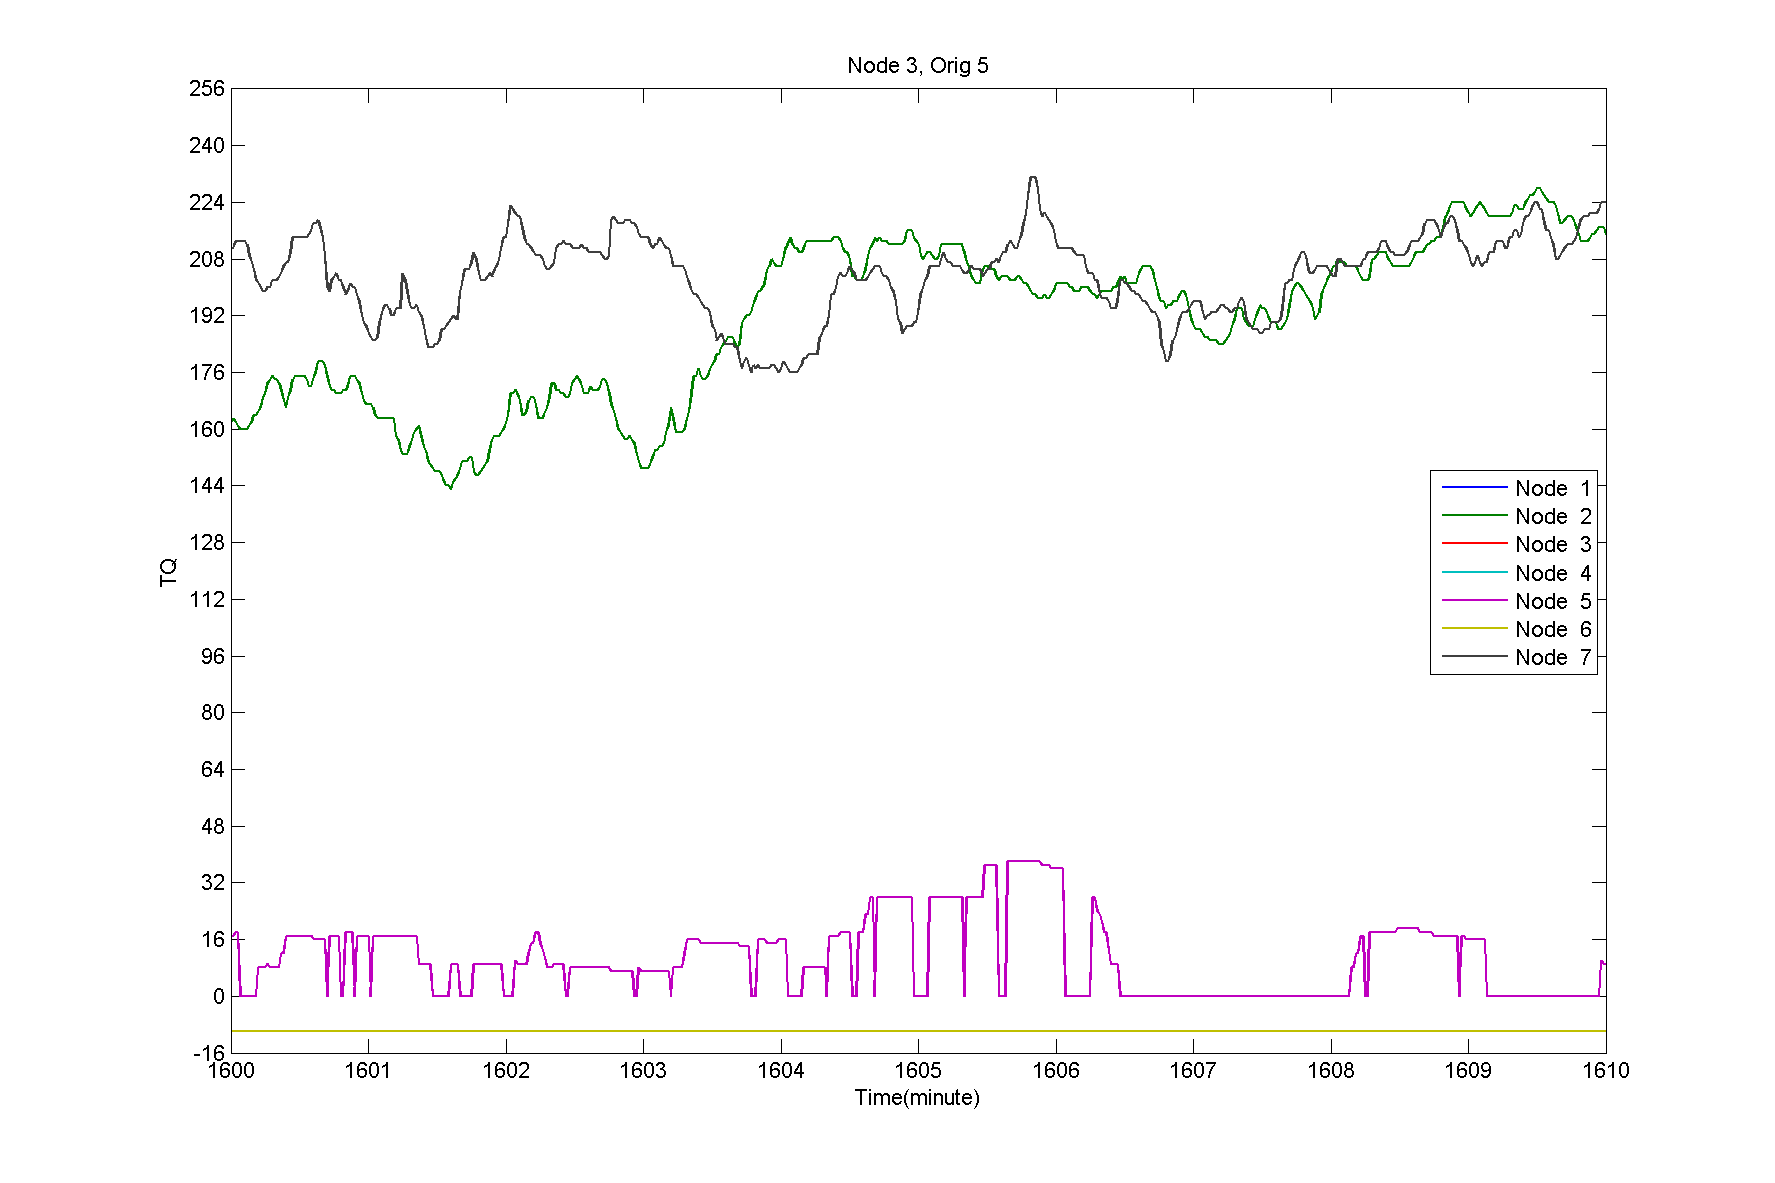 Node 3, Orig 5
256
240
224
208
192
176
160
144
128
112
96
80
64
48
32
16
0
-16
TQ
Node 1
Node 2
Node 3
Node 4
Node 5
Node 6
Node 7
1600 1601 1602 1603 1604 1605 1606 1607 1608 1609 1610
Time(minute)